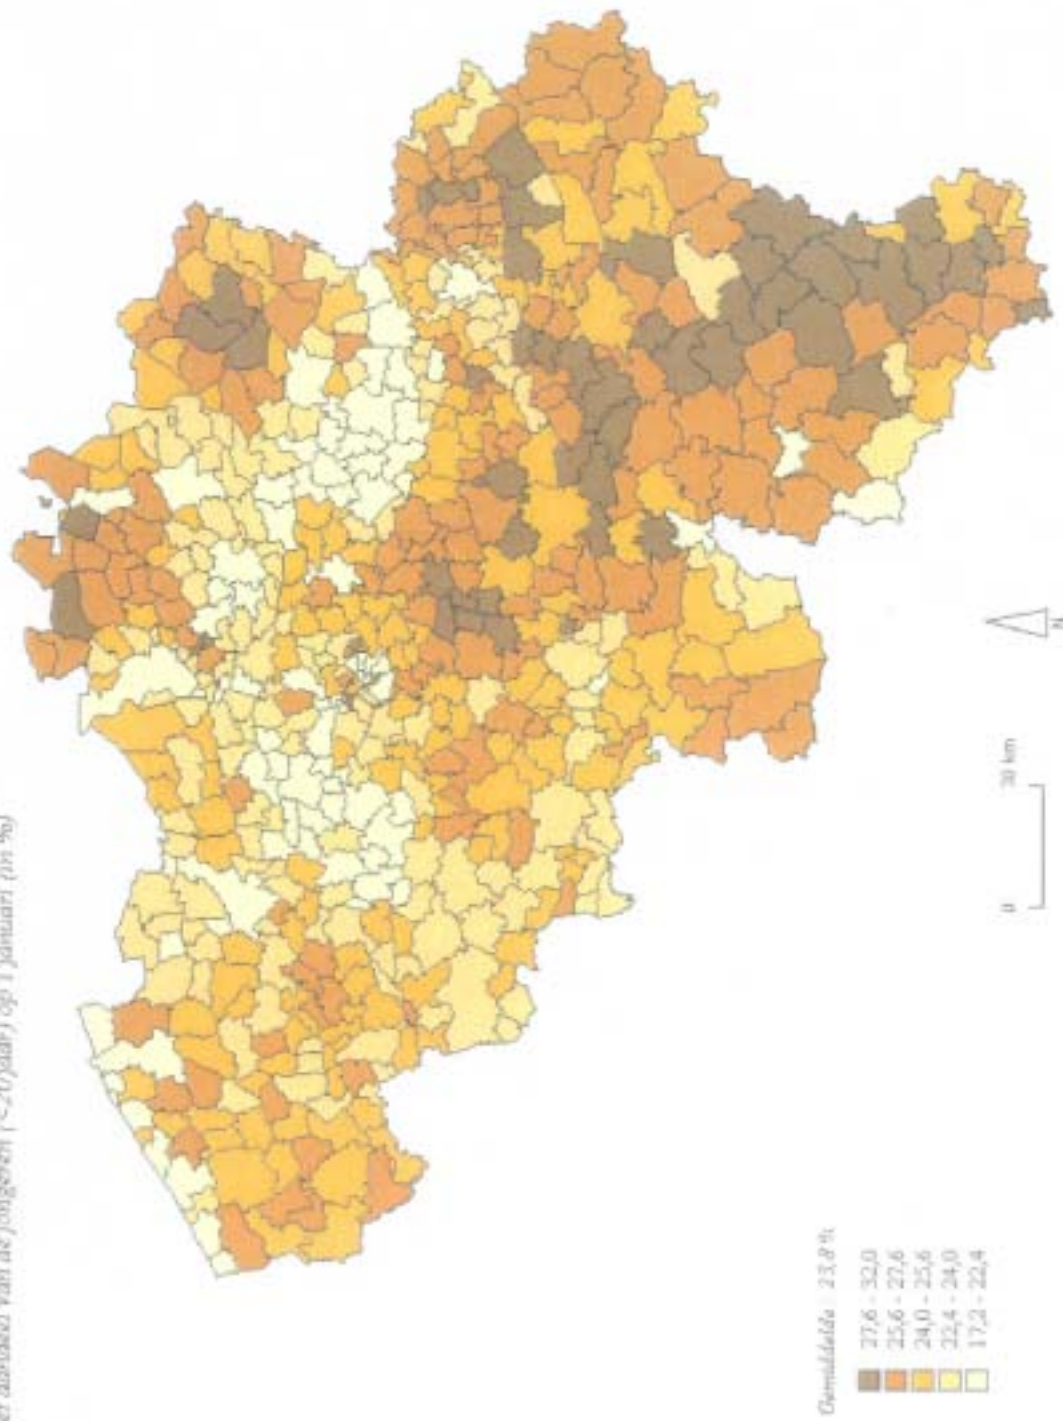 aandeel van de jongeren (<20 jaar) op 1 januari (in %)
Gemiddelde : 23,8%
27,6 - 32,0
25,6 - 27,6
24,0 - 25,6
22,4 - 24,0
17,2 - 22,4
0 30 km
N